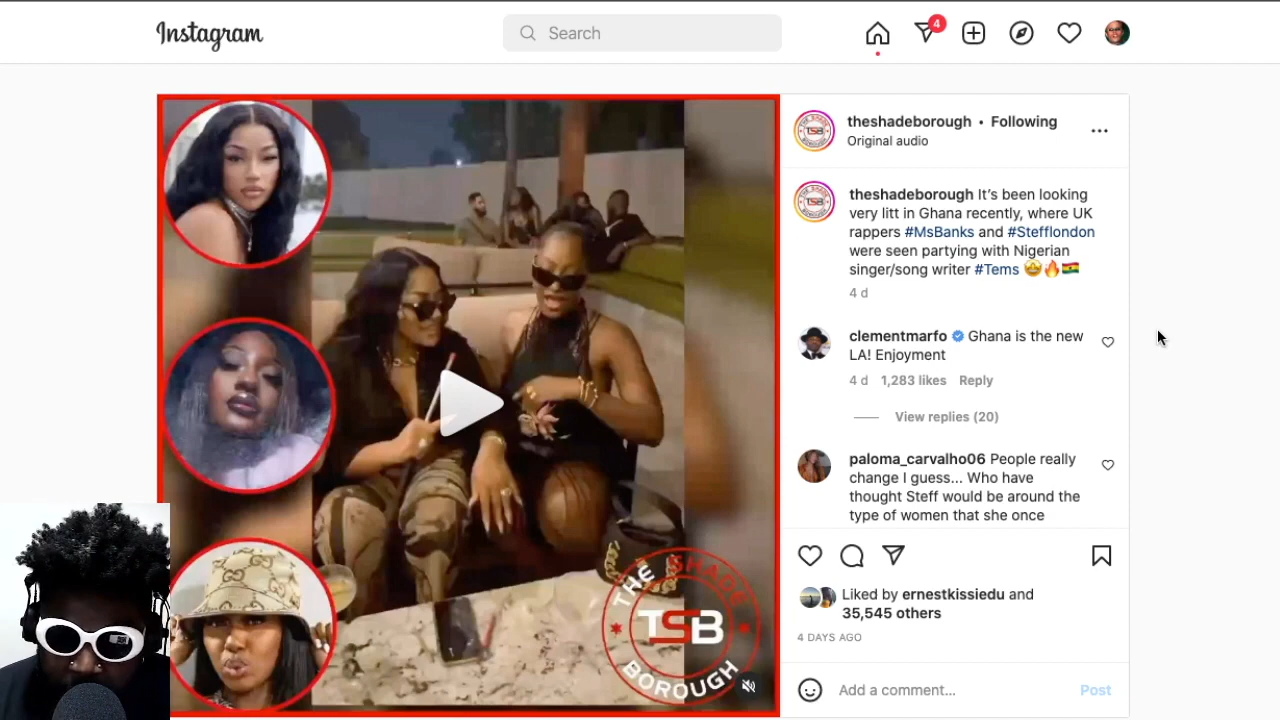 Instagram
Search
4
theshadeborough • Following
Original audio
theshadeborough It’s been looking
very litt in Ghana recently, where UK
rappers #MsBanks and #Stefflondon
were seen partying with Nigerian
singer/song writer #Tems 🤩🔥🇬🇭
4 d
clementmarfo Ghana is the new
LA! Enjoyment
4 d 1,283 likes Reply
View replies (20)
paloma_carvalho06 People really
change I guess... Who have
thought Steff would be around the
type of women that she once
Liked by ernestkissiedu and
35,545 others
4 DAYS AGO
Add a comment... Post
THE SHADE
TSB
BOROUGH